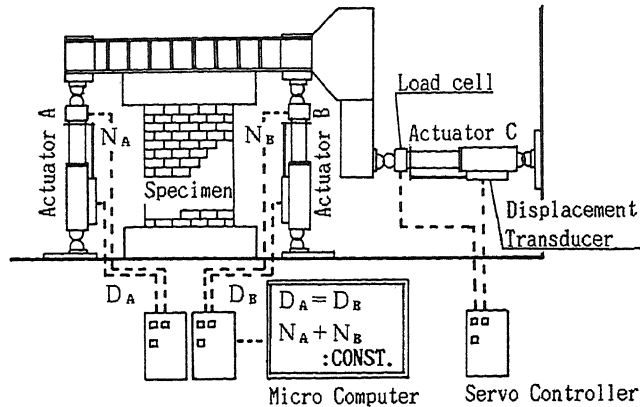 Load cell
Actuator A
N_A
N_B
Actuator B
Actuator C
Specimen
Displacement
Transducer
D_A
D_B
D_A = D_B
N_A + N_B
:CONST.
Micro Computer
Servo Controller